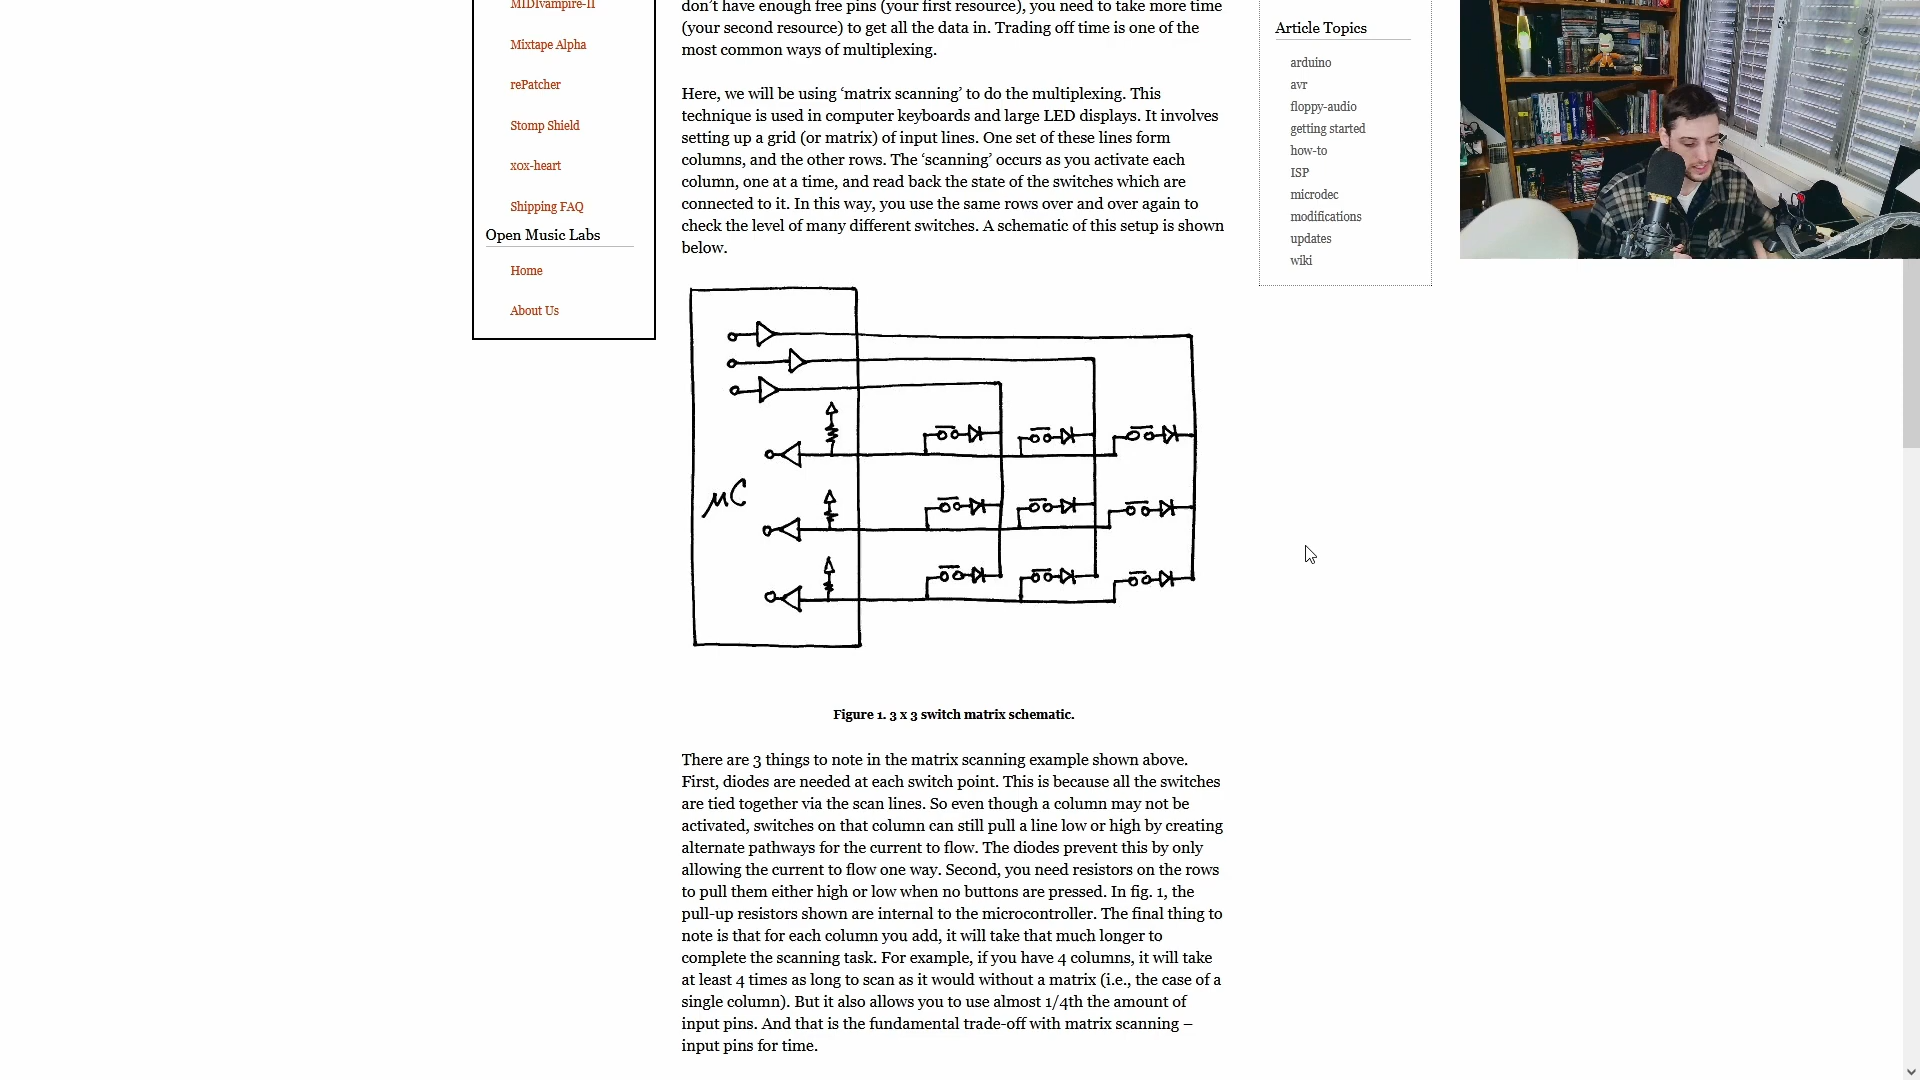 MIDIvampire-II
Mixtape Alpha
rePatcher
Stomp Shield
xox-heart
Shipping FAQ
Open Music Labs
Home
About Us
don’t have enough free pins (your first resource), you need to take more time
(your second resource) to get all the data in. Trading off time is one of the
most common ways of multiplexing.
Here, we will be using ‘matrix scanning’ to do the multiplexing. This
technique is used in computer keyboards and large LED displays. It involves
setting up a grid (or matrix) of input lines. One set of these lines form
columns, and the other rows. The ‘scanning’ occurs as you activate each
column, one at a time, and read back the state of the switches which are
connected to it. In this way, you use the same rows over and over again to
check the level of many different switches. A schematic of this setup is shown
below.
μC
Figure 1. 3 x 3 switch matrix schematic.
There are 3 things to note in the matrix scanning example shown above.
First, diodes are needed at each switch point. This is because all the switches
are tied together via the scan lines. So even though a column may not be
activated, switches on that column can still pull a line low or high by creating
alternate pathways for the current to flow. The diodes prevent this by only
allowing the current to flow one way. Second, you need resistors on the rows
to pull them either high or low when no buttons are pressed. In fig. 1, the
pull-up resistors shown are internal to the microcontroller. The final thing to
note is that for each column you add, it will take that much longer to
complete the scanning task. For example, if you have 4 columns, it will take
at least 4 times as long to scan as it would without a matrix (i.e., the case of a
single column). But it also allows you to use almost 1/4th the amount of
input pins. And that is the fundamental trade-off with matrix scanning –
input pins for time.
Article Topics
arduino
avr
floppy-audio
getting started
how-to
ISP
microdec
modifications
updates
wiki